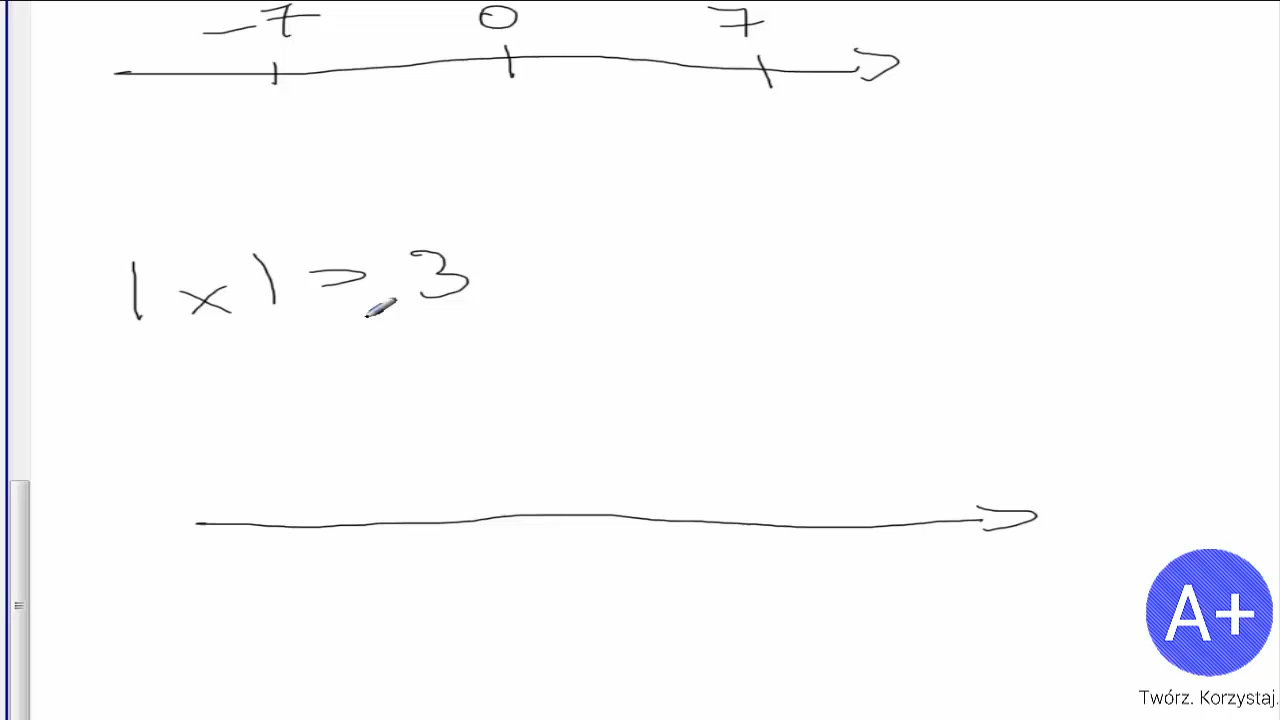 -7 0 7
|x| = 3
A+
Twórz. Korzystaj.